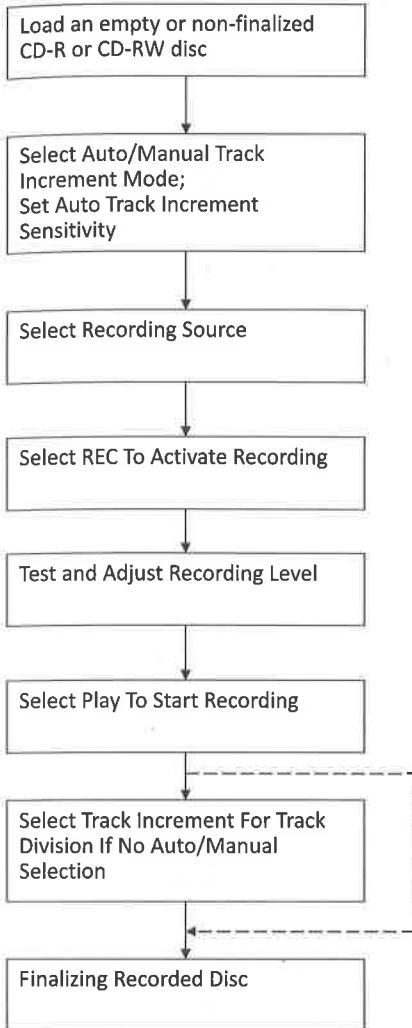 Load an empty or non-finalized
CD-R or CD-RW disc
Select Auto/Manual Track
Increment Mode;
Set Auto Track Increment
Sensitivity
Select Recording Source
Select REC To Activate Recording
Test and Adjust Recording Level
Select Play To Start Recording
Select Track Increment For Track
Division If No Auto/Manual
Selection
Finalizing Recorded Disc